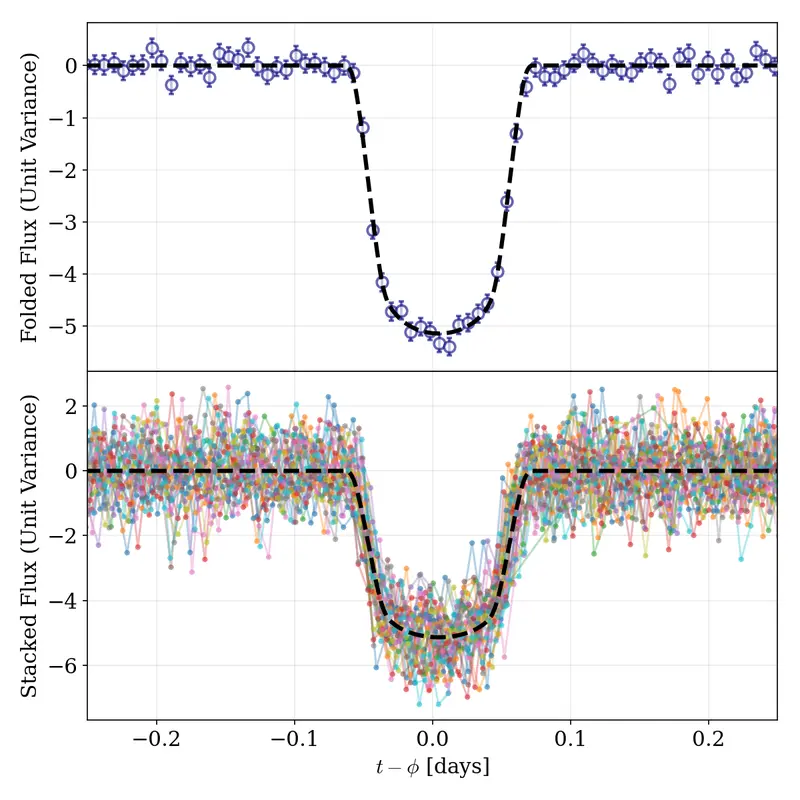 Folded Flux (Unit Variance)
0
−1
−2
−3
−4
−5
Stacked Flux (Unit Variance)
2
0
−2
−4
−6
−0.2 −0.1 0.0 0.1 0.2
t − ϕ [days]